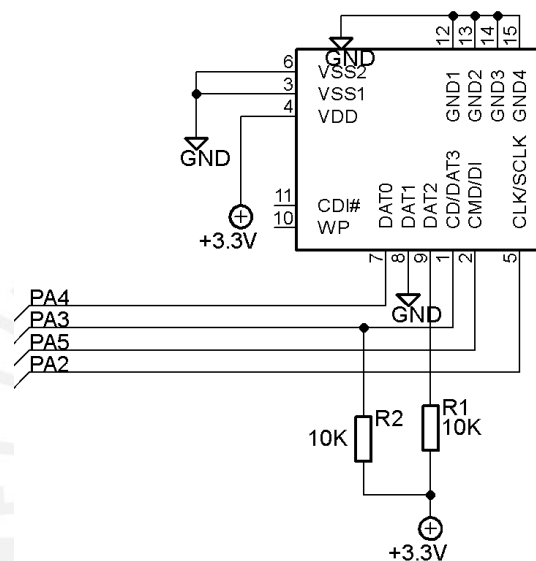 12 13 14 15
GND
6 VSS2 GND1 GND2 GND3 GND4
3 VSS1
4 VDD
GND
11 CDI#
10 WP
+3.3V
DAT0 DAT1 DAT2 CD/DAT3 CMD/DI CLK/SCLK
7 8 9 1 2 5
PA4 GND
PA3
PA5
PA2
R2 R1
10K 10K
+3.3V